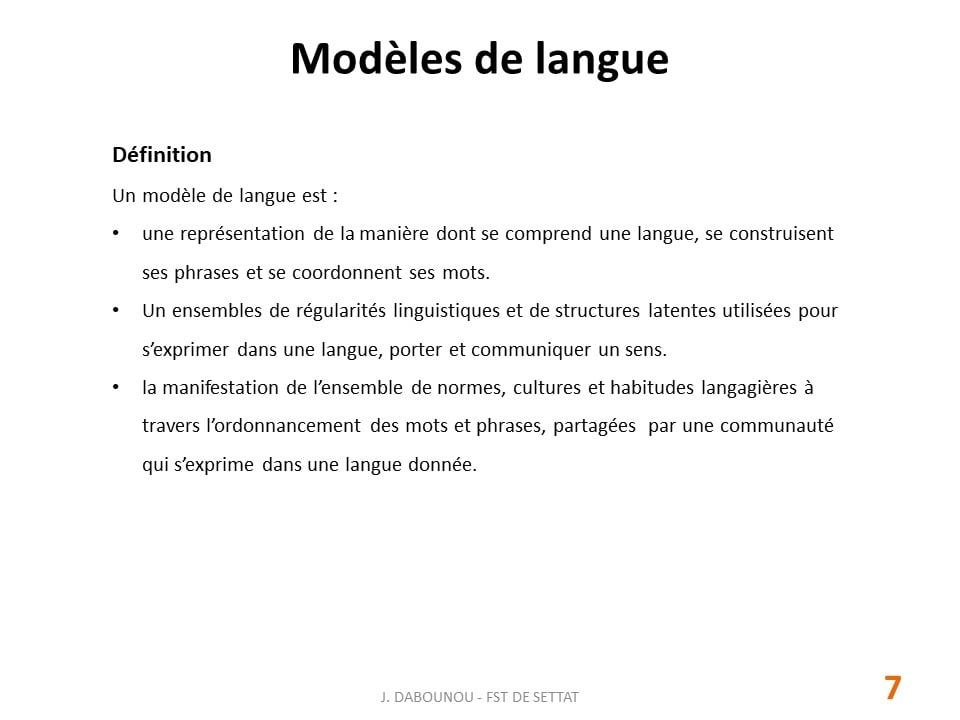 Modèles de langue
Définition
Un modèle de langue est :
• une représentation de la manière dont se comprend une langue, se construisent
ses phrases et se coordonnent ses mots.
• Un ensembles de régularités linguistiques et de structures latentes utilisées pour
s’exprimer dans une langue, porter et communiquer un sens.
• la manifestation de l’ensemble de normes, cultures et habitudes langagières à
travers l’ordonnancement des mots et phrases, partagées par une communauté
qui s’exprime dans une langue donnée.
J. DABOUNOU - FST DE SETTAT
7